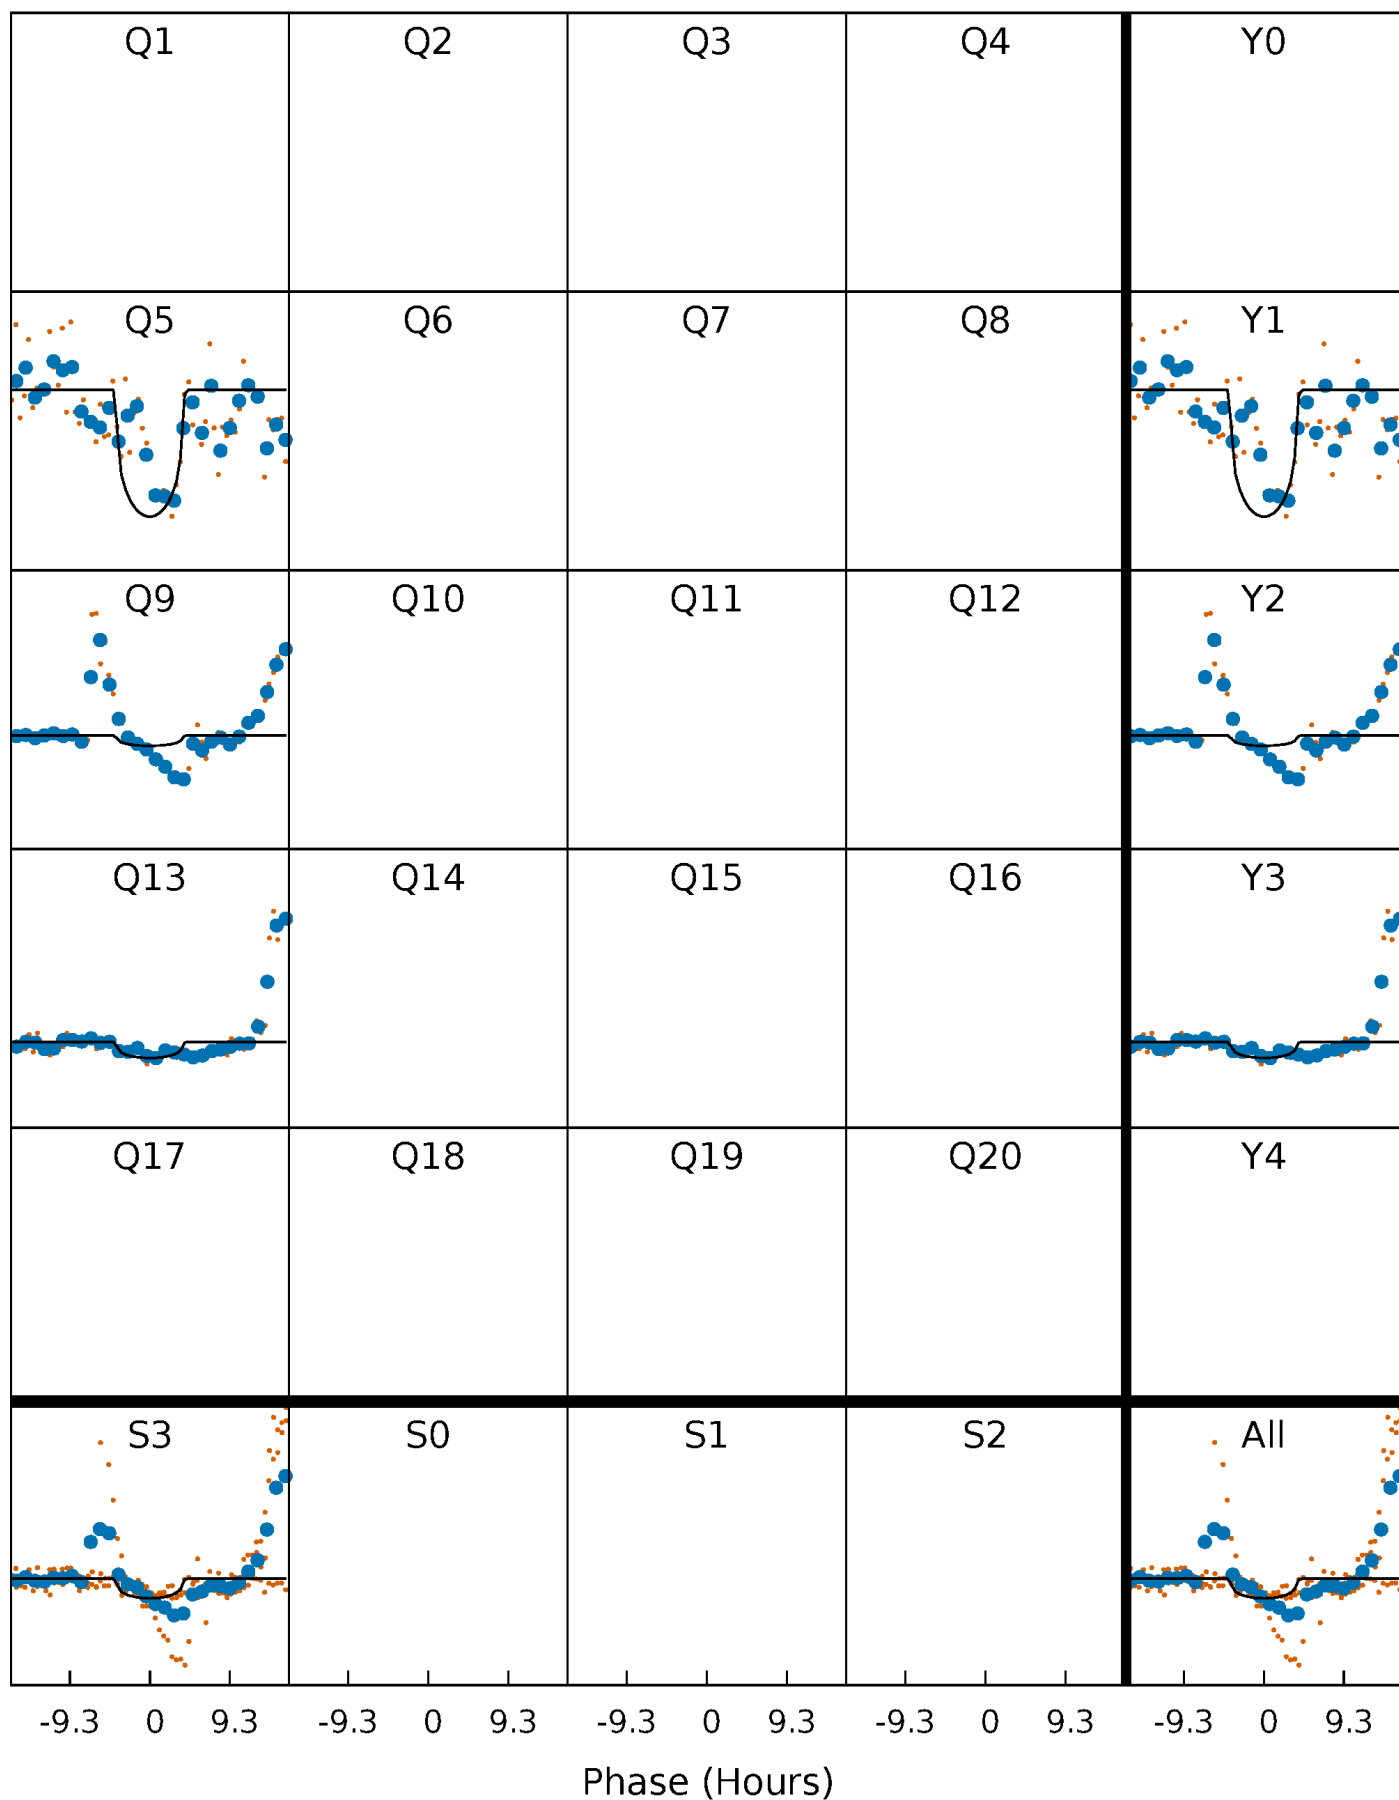 Q1 Q2 Q3 Q4 Y0
Q5 Q6 Q7 Q8 Y1
Q9 Q10 Q11 Q12 Y2
Q13 Q14 Q15 Q16 Y3
Q17 Q18 Q19 Q20 Y4
S3 S0 S1 S2 All
-9.3 0 9.3 -9.3 0 9.3 -9.3 0 9.3 -9.3 0 9.3 -9.3 0 9.3
Phase (Hours)